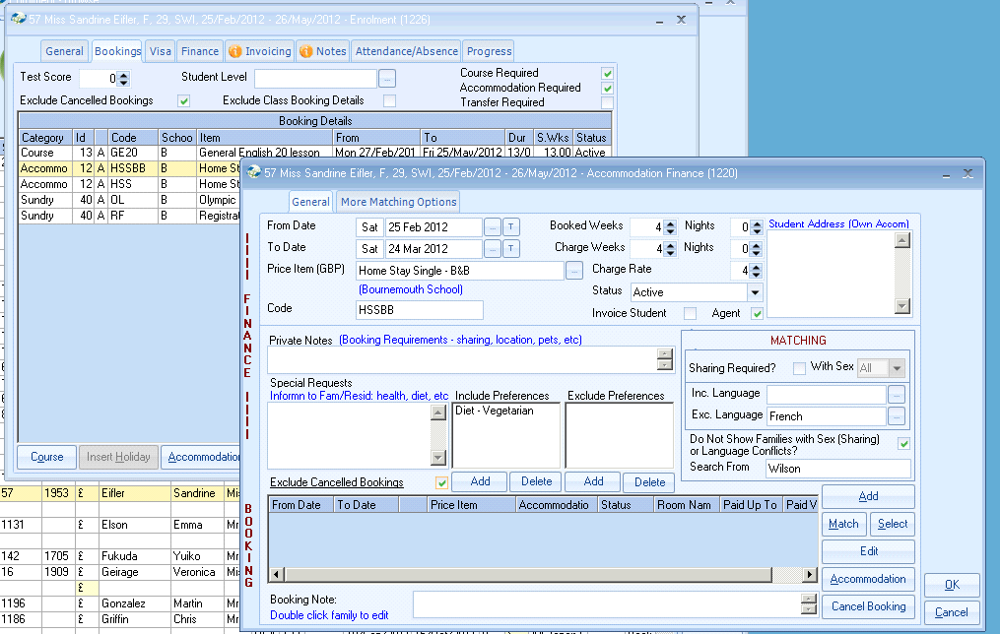 57 Miss Sandrine Eifler, F, 29, SWI, 25/Feb/2012 - 26/May/2012 - Enrolment (1226)
General Bookings Visa Finance Invoicing Notes Attendance/Absence Progress
Test Score 0 Student Level ... Course Required
Accommodation Required
Exclude Cancelled Bookings Exclude Class Booking Details Transfer Required
Booking Details
Category Id Code Schoo Item From To Dur S.Wks Status
Course 13 A GE20 B General English 20 lesson Mon 27/Feb/201 Fri 25/May/2012 13/0 13.00 Active
Accommo 12 A HSSBB B Home St
Accommo 12 A HSS B Home St
Sundry 40 A OL B Olympic
Sundry 40 A RF B Registrat
Course Insert Holiday Accommodation
57 1953 £ Eifler Sandrine Mi
1131 £ Elson Emma Mr
142 1705 £ Fukuda Yuiko Mr
16 1909 £ Geirage Veronica Mi
£
1196 £ Gonzalez Martin Mr
1186 £ Griffin Chris Mr
57 Miss Sandrine Eifler, F, 29, SWI, 25/Feb/2012 - 26/May/2012 - Accommodation Finance (1220)
General More Matching Options
FINANCE
BOOKING
From Date Sat 25 Feb 2012 ... T Booked Weeks 4 Nights 0 Student Address (Own Accom)
To Date Sat 24 Mar 2012 ... T Charge Weeks 4 Nights 0
Price Item (GBP) Home Stay Single - B&B ... Charge Rate 4
(Bournemouth School) Status Active
Code HSSBB Invoice Student Agent
Private Notes (Booking Requirements - sharing, location, pets, etc)
MATCHING
Sharing Required? With Sex All
Special Requests
Informn to Fam/Resid: health, diet, etc Include Preferences Exclude Preferences
Diet - Vegetarian
Inc. Language ...
Exc. Language French ...
Do Not Show Families with Sex (Sharing)
or Language Conflicts?
Search From Wilson
Exclude Cancelled Bookings Add Delete Add Delete
From Date To Date Price Item Accommodatio Status Room Nam Paid Up To Paid V
Add
Match Select
Edit
Accommodation
Cancel Booking
Booking Note:
Double click family to edit
OK
Cancel